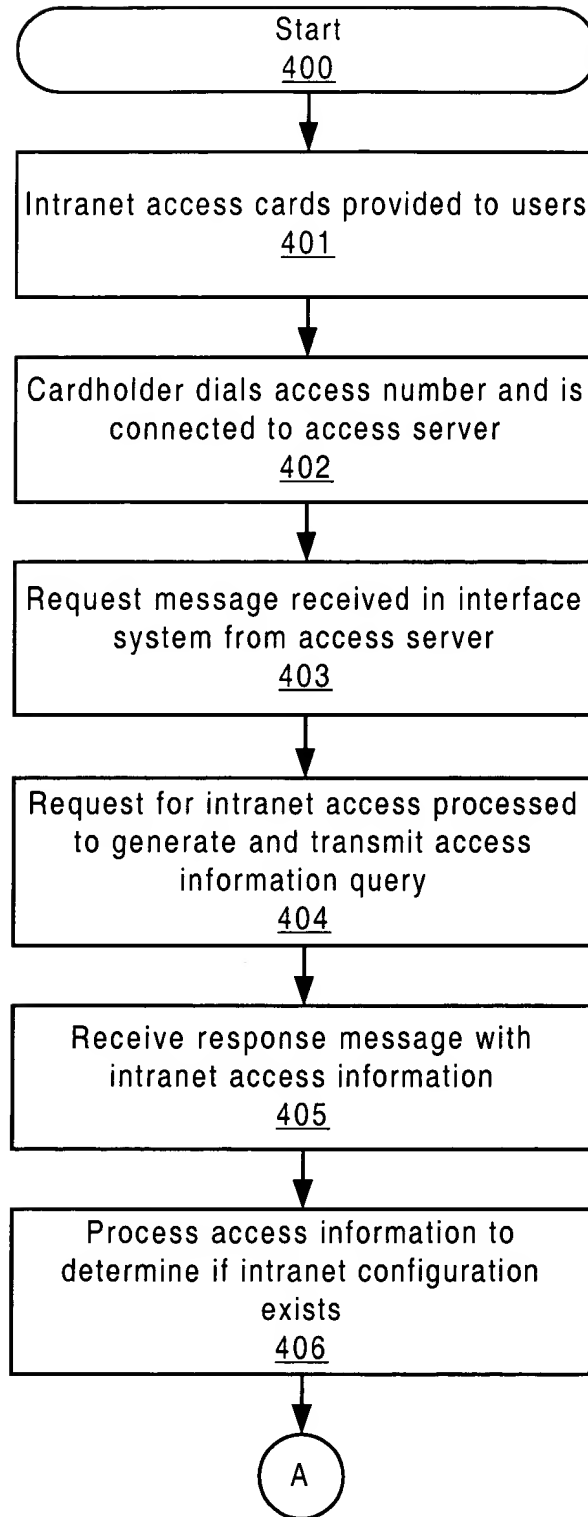 Start
400
Intranet access cards provided to users
401
Cardholder dials access number and is
connected to access server
402
Request message received in interface
system from access server
403
Request for intranet access processed
to generate and transmit access
information query
404
Receive response message with
intranet access information
405
Process access information to
determine if intranet configuration
exists
406
A